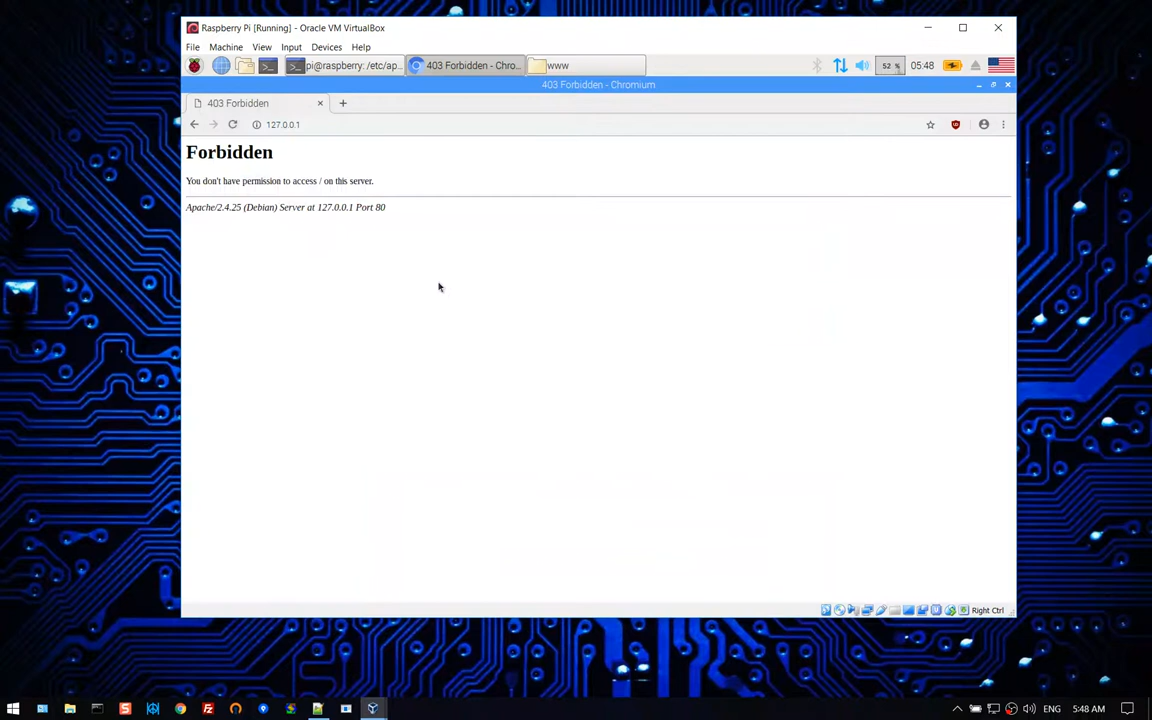 Raspberry Pi [Running] - Oracle VM VirtualBox
File Machine View Input Devices Help
pi@raspberry: /etc/ap... 403 Forbidden - Chro... www 52 % 05:48
403 Forbidden - Chromium
403 Forbidden
127.0.0.1
Forbidden
You don't have permission to access / on this server.
Apache/2.4.25 (Debian) Server at 127.0.0.1 Port 80
Right Ctrl
ENG 5:48 AM